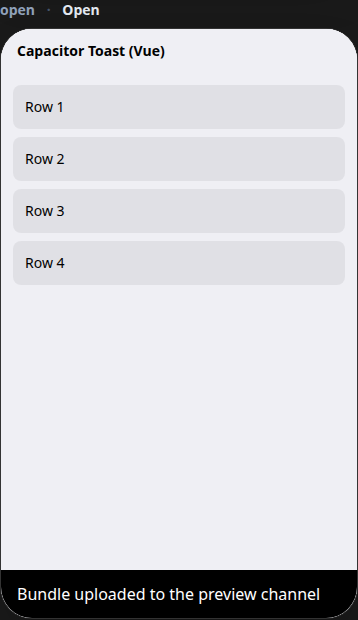 open · Open
Capacitor Toast (Vue)
Row 1
Row 2
Row 3
Row 4
Bundle uploaded to the preview channel